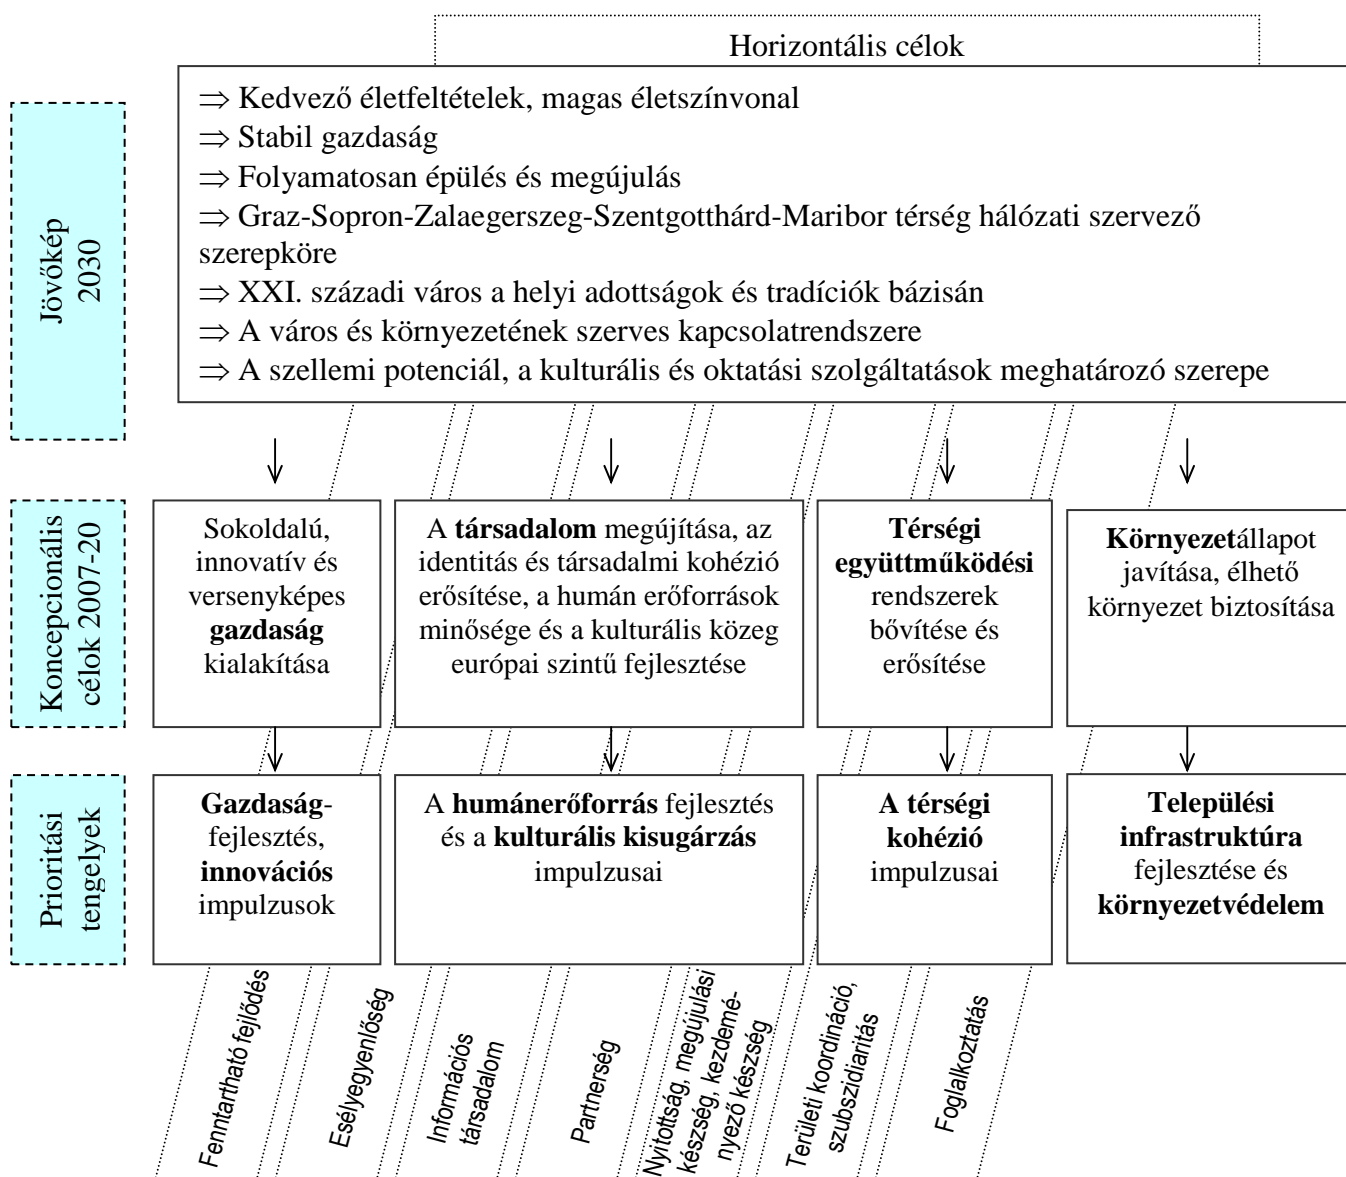 Horizontális célok
Jövőkép
2030
⇒ Kedvező életfeltételek, magas életszínvonal
⇒ Stabil gazdaság
⇒ Folyamatosan épülés és megújulás
⇒ Graz-Sopron-Zalaegerszeg-Szentgotthárd-Maribor térség hálózati szervező
szerepköre
⇒ XXI. századi város a helyi adottságok és tradíciók bázisán
⇒ A város és környezetének szerves kapcsolatrendszere
⇒ A szellemi potenciál, a kulturális és oktatási szolgáltatások meghatározó szerepe
Koncepcionális
célok 2007-20
Sokoldalú,
innovatív és
versenyképes
gazdaság
kialakítása
A társadalom megújítása, az
identitás és társadalmi kohézió
erősítése, a humán erőforrások
minősége és a kulturális közeg
európai szintű fejlesztése
Térségi
együttműködési
rendszerek
bővítése és
erősítése
Környezetállapot
javítása, élhető
környezet biztosítása
Prioritási
tengelyek
Gazdaság-
fejlesztés,
innovációs
impulzusok
A humánerőforrás fejlesztés
és a kulturális kisugárzás
impulzusai
A térségi
kohézió
impulzusai
Települési
infrastruktúra
fejlesztése és
környezetvédelem
Fenntartható fejlődés
Esélyegyenlőség
Információs
társadalom
Partnerség
Nyitottság, megújulási
készség, kezdemé-
nyező készség
Területi koordináció,
szubszidiaritás
Foglalkoztatás